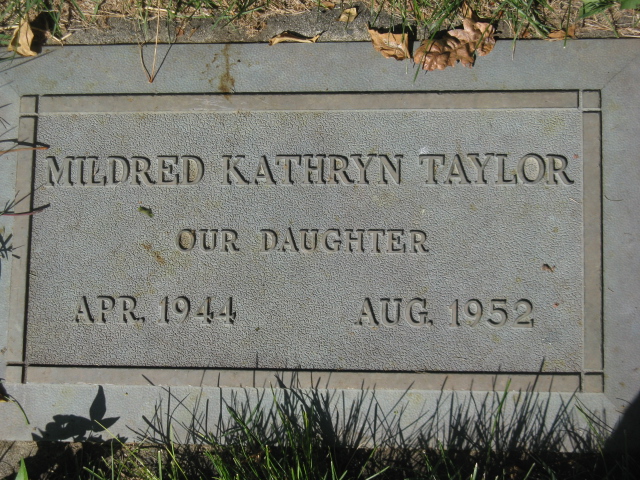 MILDRED KATHRYN TAYLOR
OUR DAUGHTER
APR. 1944 AUG. 1952